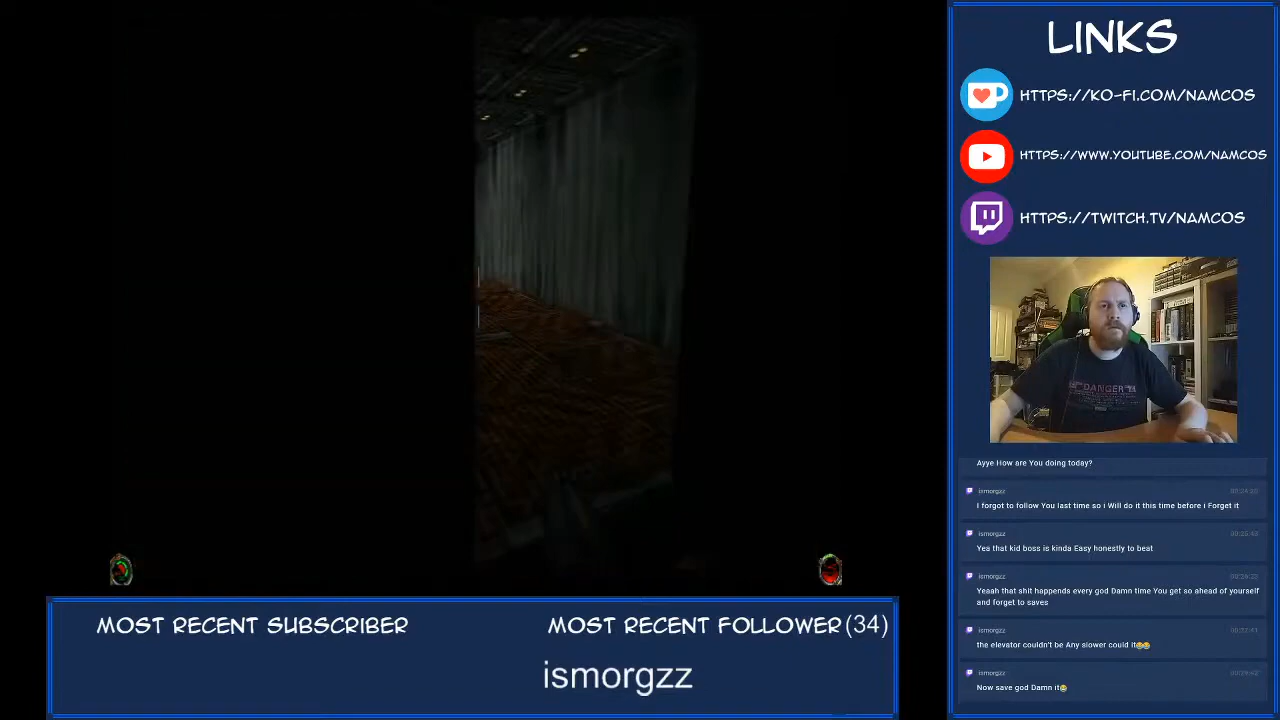 LINKS
HTTPS://KO-FI.COM/NAMCOS
HTTPS://WWW.YOUTUBE.COM/NAMCOS
HTTPS://TWITCH.TV/NAMCOS
DANGER
Ayye How are You doing today?
ismorgzz
I forgot to follow You last time so i Will do it this time before i Forget it
ismorgzz
Yea that kid boss is kinda Easy honestly to beat
ismorgzz
Yeaah that shit happends every god Damn time You get so ahead of yourself
and forget to saves
ismorgzz
the elevator couldn't be Any slower could it😂😂
ismorgzz
Now save god Damn it😂
MOST RECENT SUBSCRIBER
MOST RECENT FOLLOWER (34)
ismorgzz